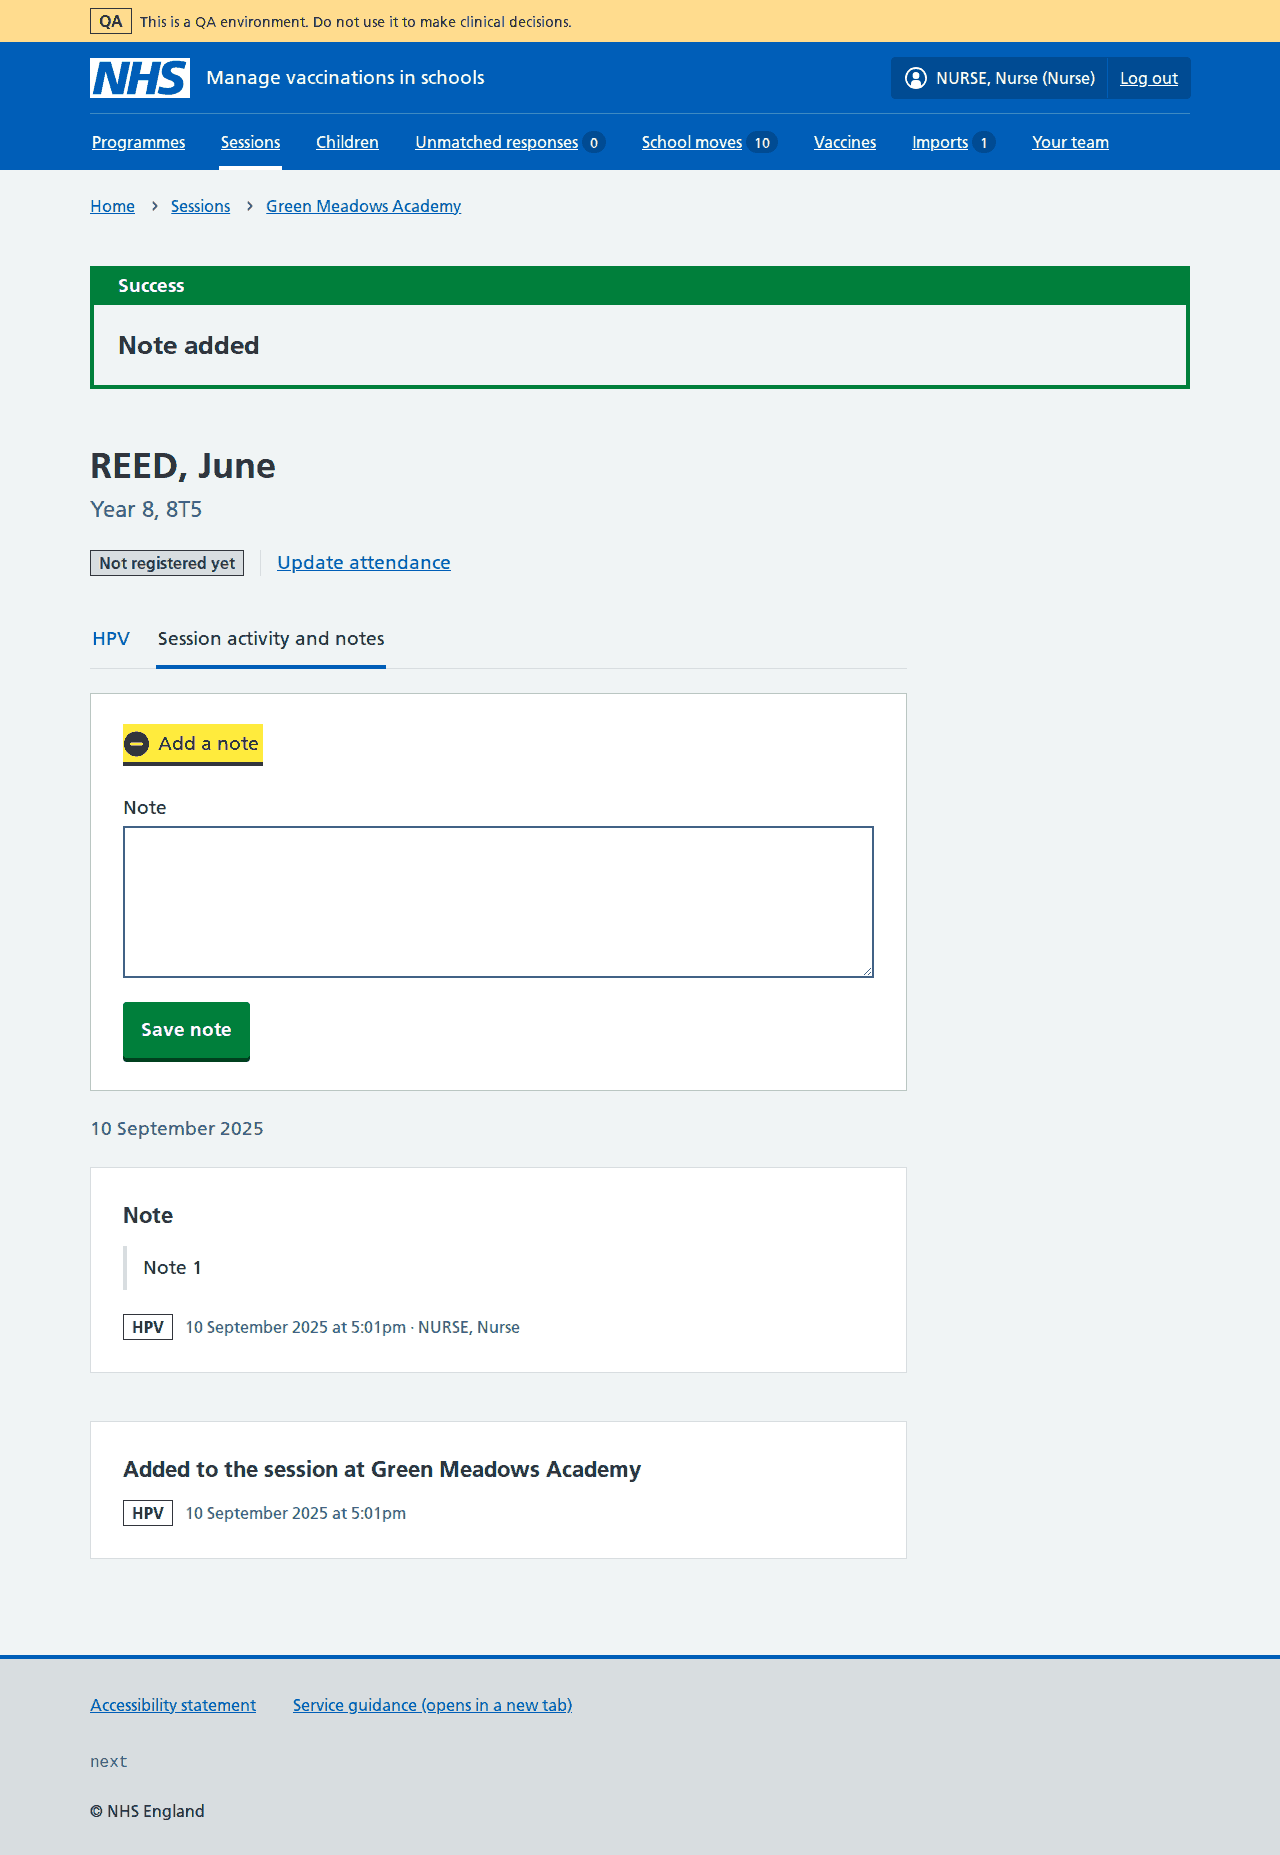 QA This is a QA environment. Do not use it to make clinical decisions.
NHS Manage vaccinations in schools NURSE, Nurse (Nurse) Log out
Programmes Sessions Children Unmatched responses 0 School moves 10 Vaccines Imports 1 Your team
Home Sessions Green Meadows Academy
Success
Note added
REED, June
Year 8, 8T5
Not registered yet Update attendance
HPV Session activity and notes
Add a note
Note
Save note
10 September 2025
Note
Note 1
HPV 10 September 2025 at 5:01pm · NURSE, Nurse
Added to the session at Green Meadows Academy
HPV 10 September 2025 at 5:01pm
Accessibility statement Service guidance (opens in a new tab)
next
© NHS England